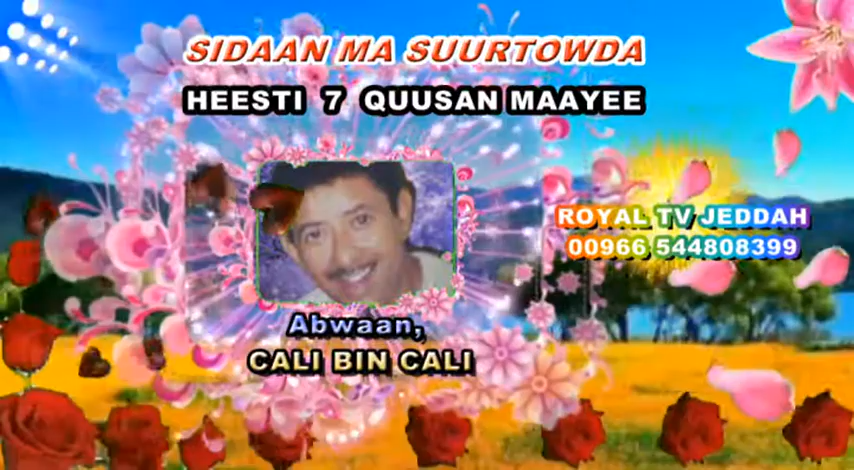 SIDAAN MA SUURTOWDA
HEESTI 7 QUUSAN MAAYEE
ROYAL TV JEDDAH
00966 544808399
Abwaan,
CALI BIN CALI